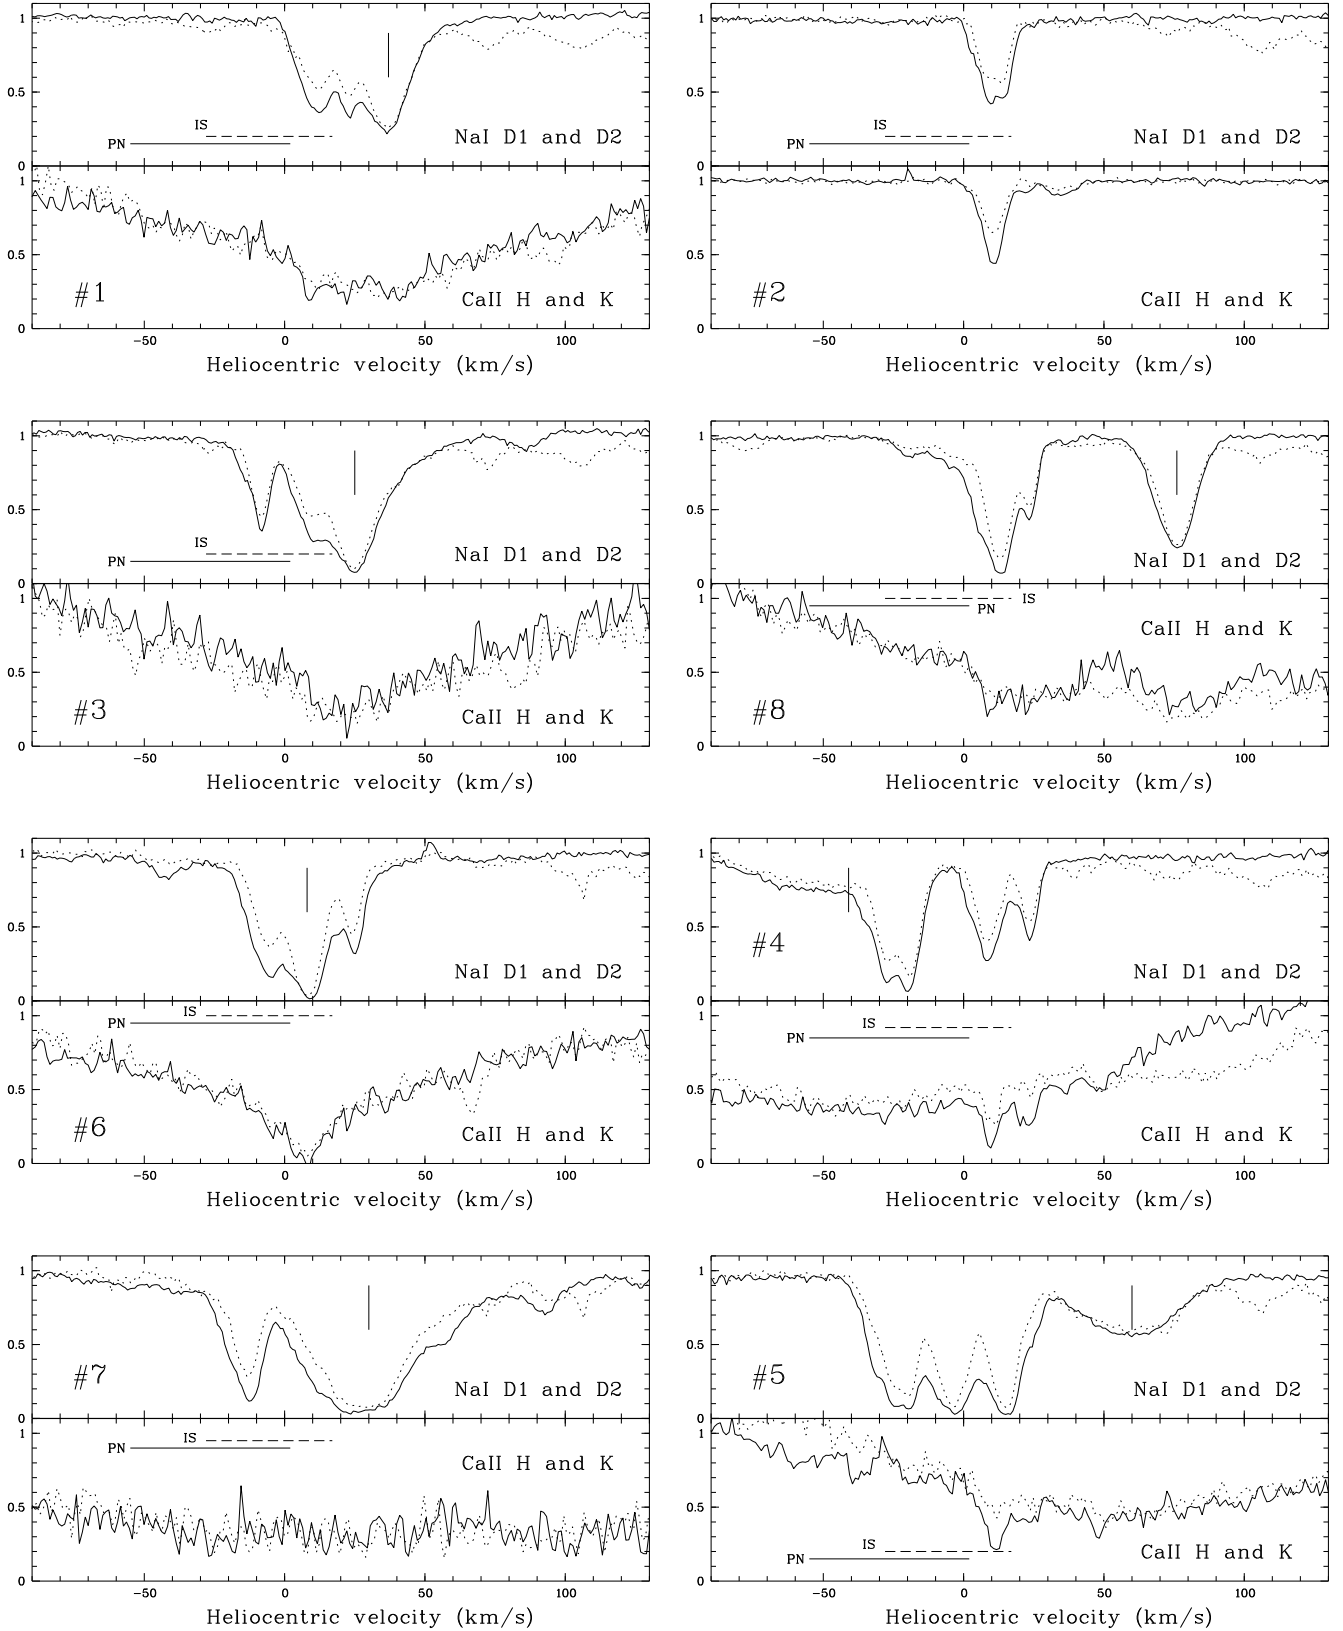 1
0.5
0
IS
PN
NaI D1 and D2
1
0.5
0
#1
CaII H and K
-50 0 50 100
Heliocentric velocity (km/s)
1
0.5
0
IS
PN
NaI D1 and D2
1
0.5
0
#2
CaII H and K
-50 0 50 100
Heliocentric velocity (km/s)
1
0.5
0
IS
PN
NaI D1 and D2
1
0.5
0
#3
CaII H and K
-50 0 50 100
Heliocentric velocity (km/s)
1
0.5
0
NaI D1 and D2
IS
PN
1
0.5
0
CaII H and K
#8
-50 0 50 100
Heliocentric velocity (km/s)
1
0.5
0
NaI D1 and D2
IS
PN
1
0.5
0
#6
CaII H and K
-50 0 50 100
Heliocentric velocity (km/s)
1
0.5
0
#4
NaI D1 and D2
IS
PN
1
0.5
0
CaII H and K
-50 0 50 100
Heliocentric velocity (km/s)
1
0.5
0
#7
NaI D1 and D2
IS
PN
1
0.5
0
CaII H and K
-50 0 50 100
Heliocentric velocity (km/s)
1
0.5
0
#5
NaI D1 and D2
1
0.5
0
IS
PN
CaII H and K
-50 0 50 100
Heliocentric velocity (km/s)